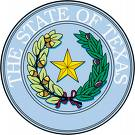 THE STATE OF TEXAS